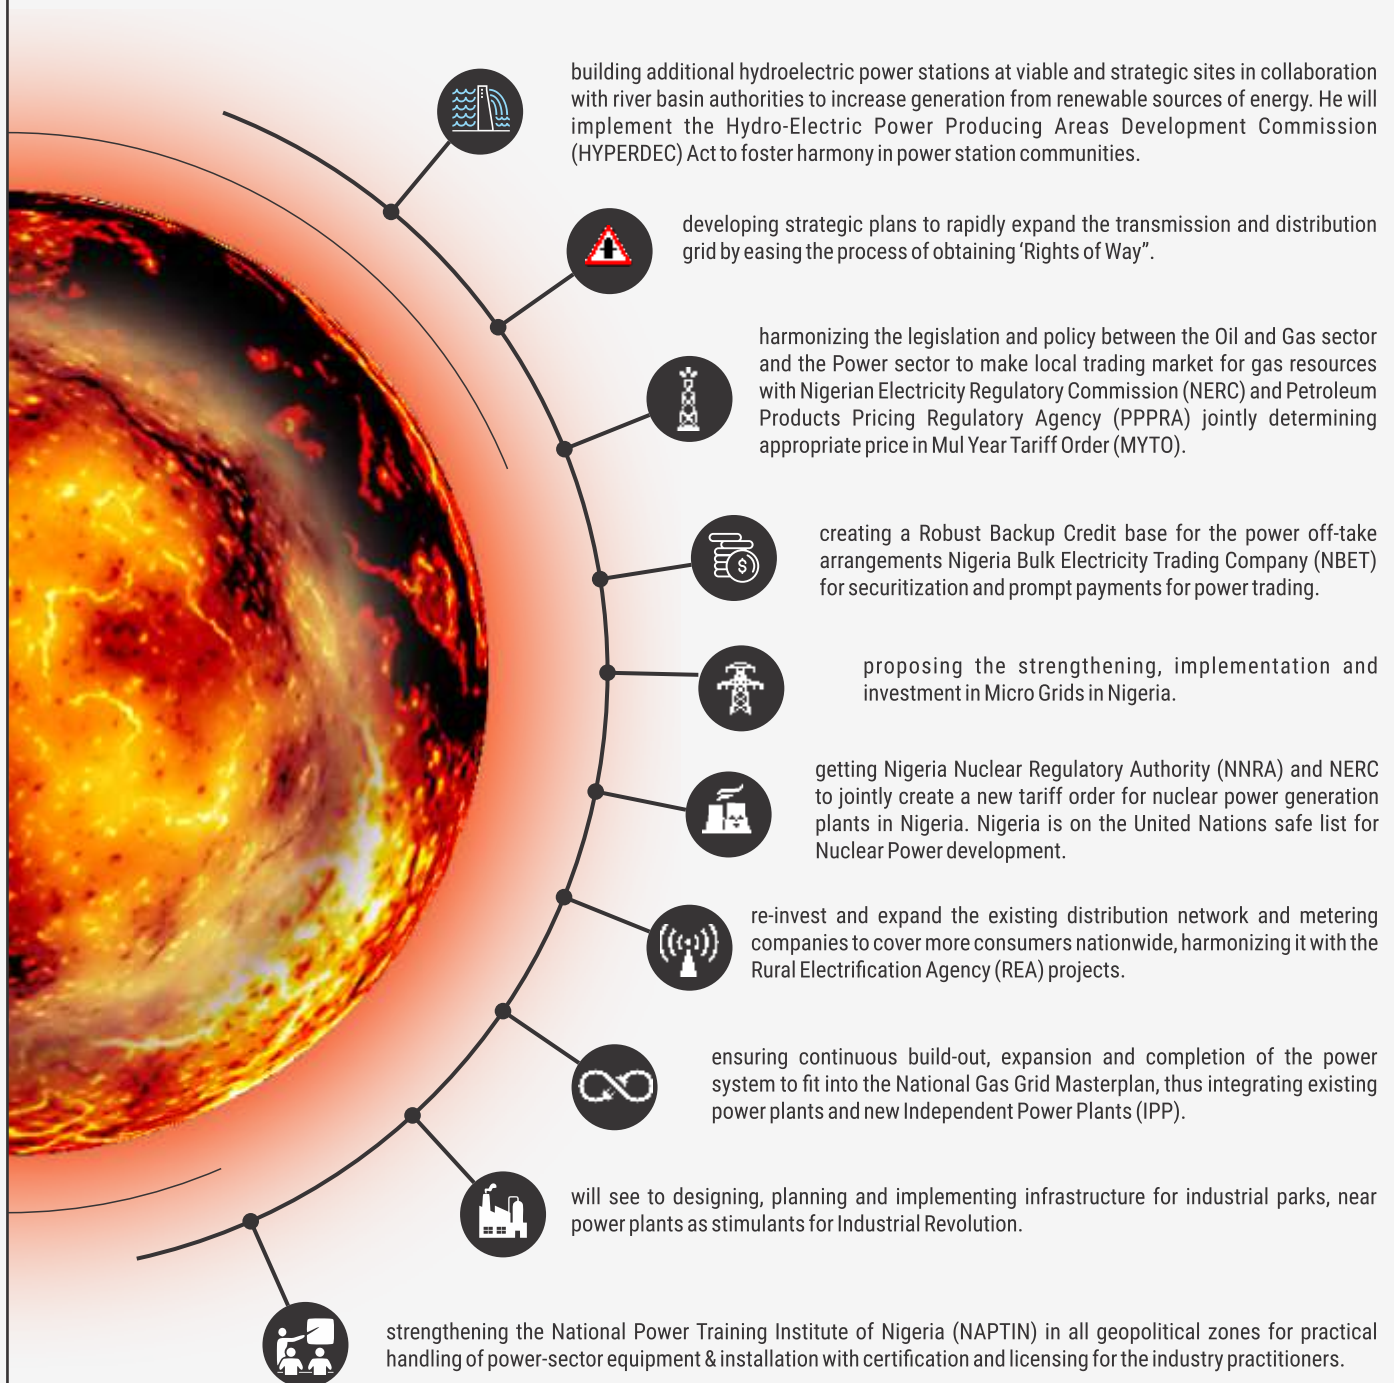 building additional hydroelectric power stations at viable and strategic sites in collaboration
with river basin authorities to increase generation from renewable sources of energy. He will
implement the Hydro-Electric Power Producing Areas Development Commission
(HYPERDEC) Act to foster harmony in power station communities.
developing strategic plans to rapidly expand the transmission and distribution
grid by easing the process of obtaining ‘Rights of Way”.
harmonizing the legislation and policy between the Oil and Gas sector
and the Power sector to make local trading market for gas resources
with Nigerian Electricity Regulatory Commission (NERC) and Petroleum
Products Pricing Regulatory Agency (PPPRA) jointly determining
appropriate price in Mul Year Tariff Order (MYTO).
creating a Robust Backup Credit base for the power off-take
arrangements Nigeria Bulk Electricity Trading Company (NBET)
for securitization and prompt payments for power trading.
proposing the strengthening, implementation and
investment in Micro Grids in Nigeria.
getting Nigeria Nuclear Regulatory Authority (NNRA) and NERC
to jointly create a new tariff order for nuclear power generation
plants in Nigeria. Nigeria is on the United Nations safe list for
Nuclear Power development.
re-invest and expand the existing distribution network and metering
companies to cover more consumers nationwide, harmonizing it with the
Rural Electrification Agency (REA) projects.
ensuring continuous build-out, expansion and completion of the power
system to fit into the National Gas Grid Masterplan, thus integrating existing
power plants and new Independent Power Plants (IPP).
will see to designing, planning and implementing infrastructure for industrial parks, near
power plants as stimulants for Industrial Revolution.
strengthening the National Power Training Institute of Nigeria (NAPTIN) in all geopolitical zones for practical
handling of power-sector equipment & installation with certification and licensing for the industry practitioners.